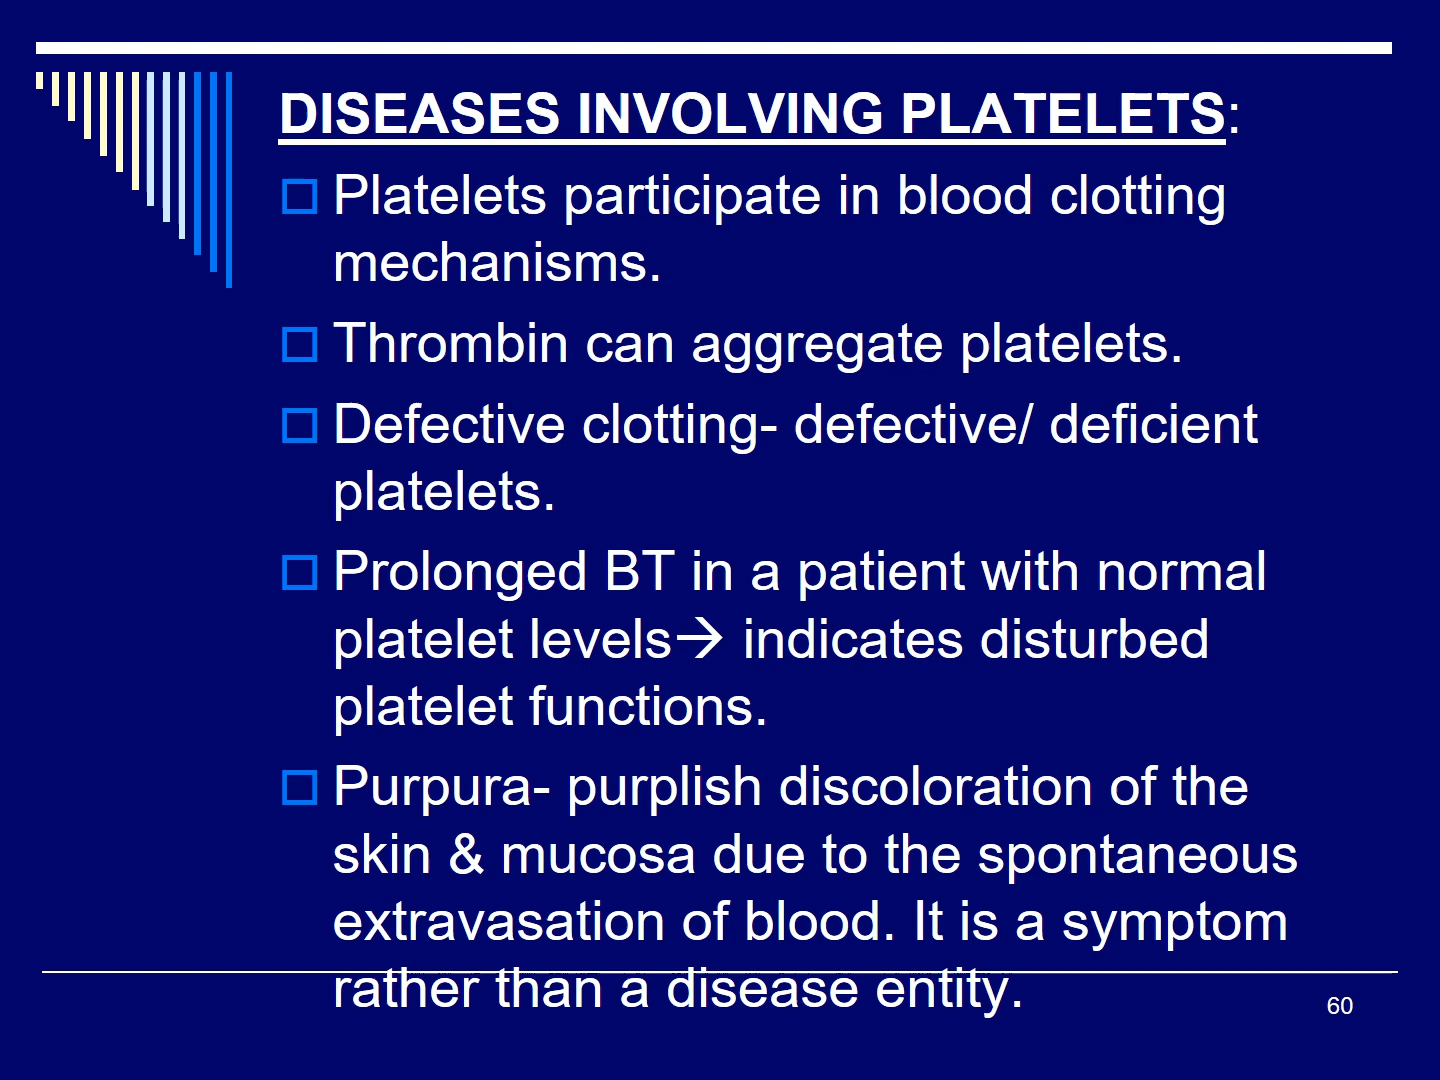 DISEASES INVOLVING PLATELETS:
Platelets participate in blood clotting
mechanisms.
Thrombin can aggregate platelets.
Defective clotting- defective/ deficient
platelets.
Prolonged BT in a patient with normal
platelet levels→ indicates disturbed
platelet functions.
Purpura- purplish discoloration of the
skin & mucosa due to the spontaneous
extravasation of blood. It is a symptom
rather than a disease entity.
60